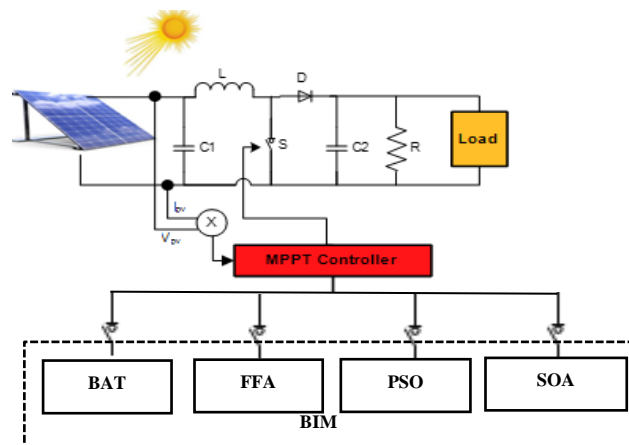 L
D
C1
S
C2
R
Load
IPV
X
VPV
MPPT Controller
BAT
FFA
PSO
SOA
BIM